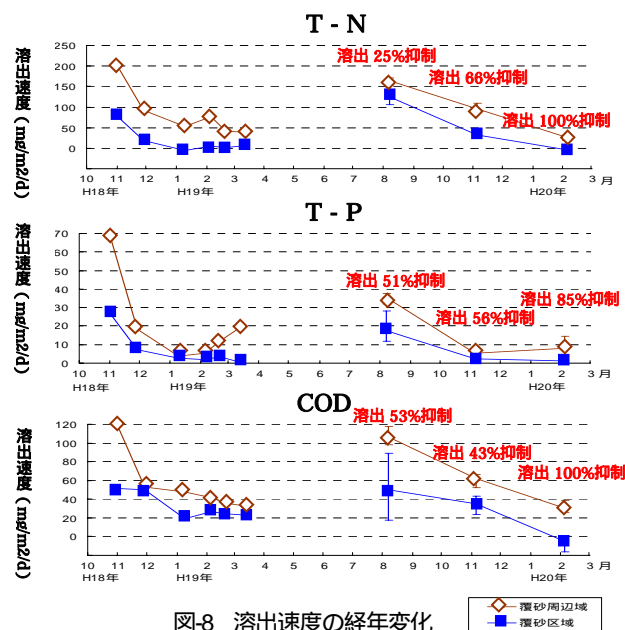 T - N
溶出速度(mg/m2/d)
250
200
150
100
50
0
溶出 25%抑制
溶出 66%抑制
溶出 100%抑制
10 11 12 1 2 3 4 5 6 7 8 9 10 11 12 1 2 3 月
H18年 H19年 H20年
T - P
溶出速度(mg/m2/d)
70
60
50
40
30
20
10
0
溶出 51%抑制
溶出 56%抑制
溶出 85%抑制
10 11 12 1 2 3 4 5 6 7 8 9 10 11 12 1 2 3 月
H18年 H19年 H20年
COD
溶出速度(mg/m2/d)
120
100
80
60
40
20
0
溶出 53%抑制
溶出 43%抑制
溶出 100%抑制
10 11 12 1 2 3 4 5 6 7 8 9 10 11 12 1 2 3 月
H18年 H19年 H20年
図-8 溶出速度の経年変化
覆砂周辺域
覆砂区域